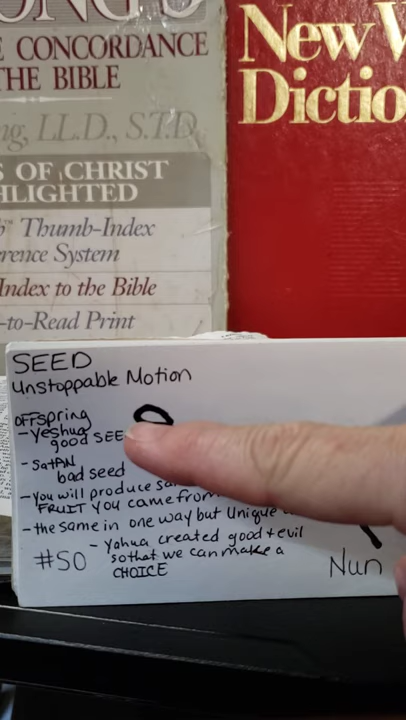 CONCORDANCE
THE BIBLE
LL.D., S.T.D.
OF CHRIST
Thumb-Index
System
Index to the Bible
-to-Read Print
New
SEED
Unstoppable Motion
OFFspring
- Yeshua
good SEE
- SatAN
bad seed
- You will produce
FRUIT You came from
- the same in one way but Unique
- Yahua created good + evil
so that we can make a
CHOICE
#50
Nun